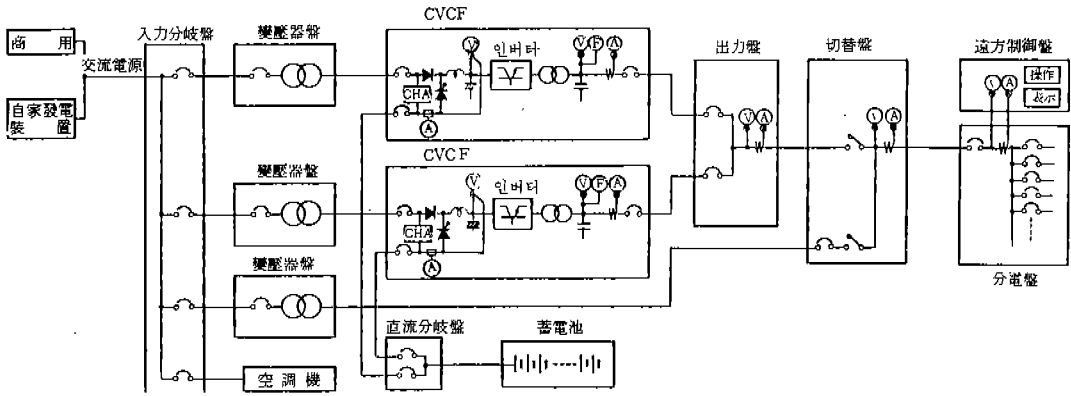 商用
自家發電
裝置
交流電源
入力分岐盤
變壓器盤
CVCF
V
인버터
V F A
CHA
A
出力盤
V A
切替盤
A
遠方制御盤
A
操作
表示
變壓器盤
CVCF
V
인버터
V F A
CHA
A
變壓器盤
分電盤
直流分岐盤
蓄電池
空調機